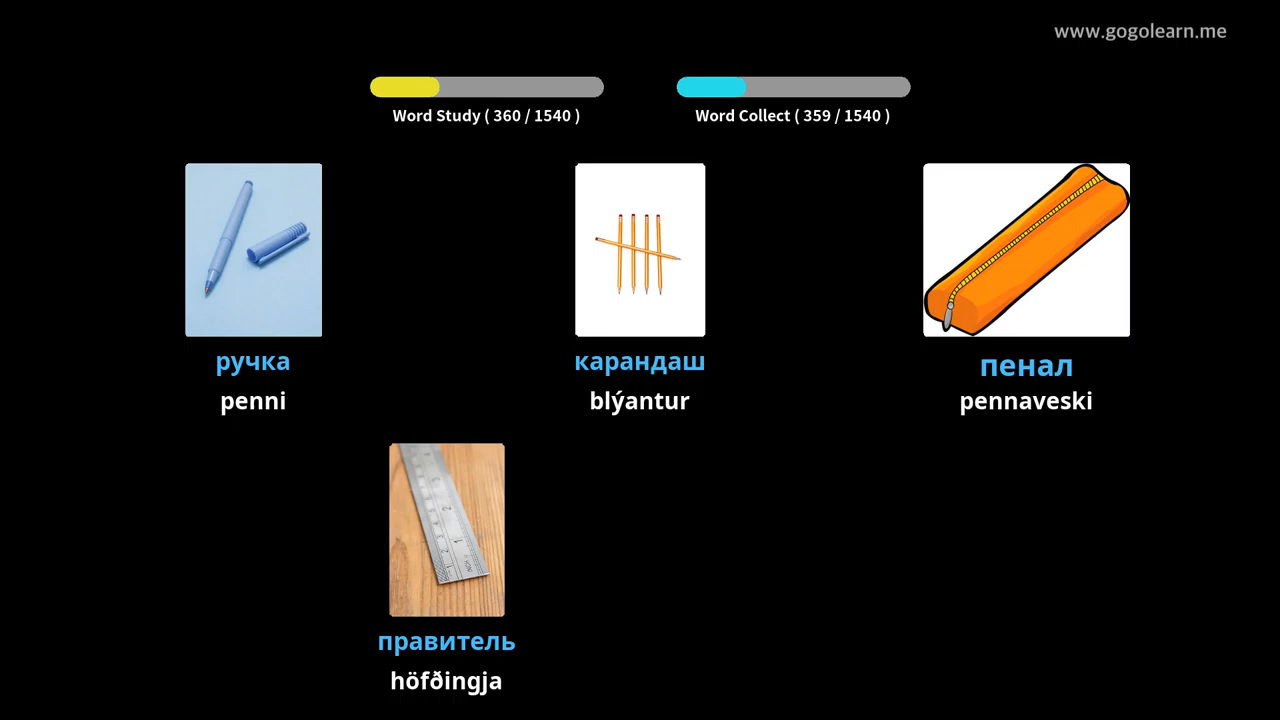 www.gogolearn.me
Word Study ( 360 / 1540 )
Word Collect ( 359 / 1540 )
ручка
карандаш
пенал
penni
blýantur
pennaveski
правитель
höfðingja